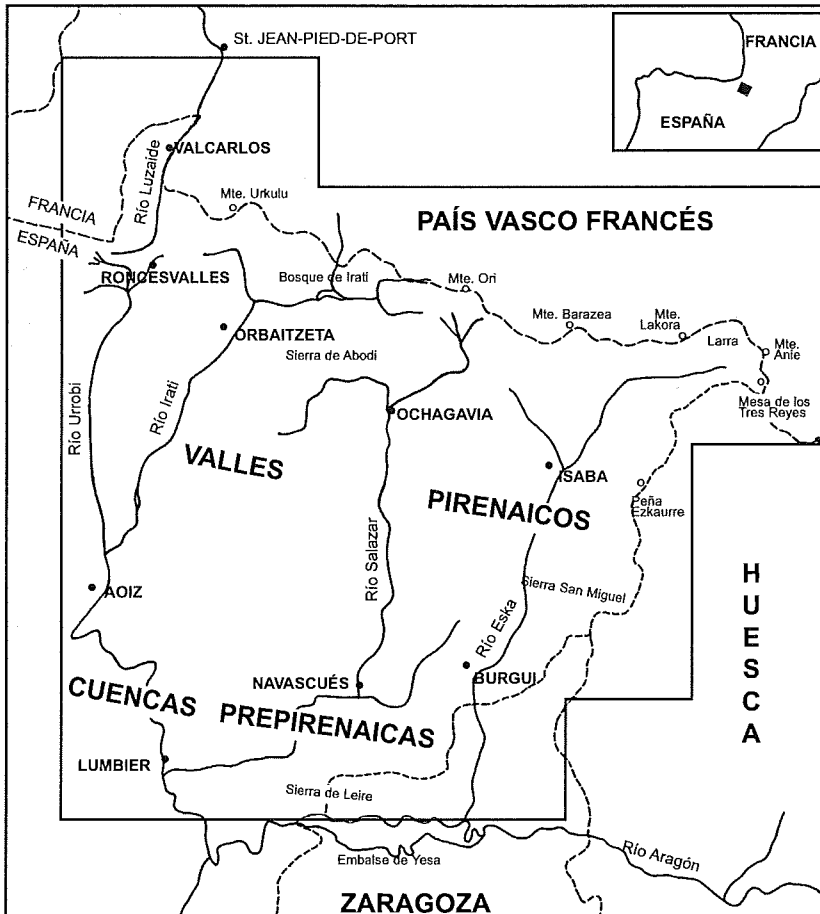 St. JEAN-PIED-DE-PORT
FRANCIA
ESPAÑA
VALCARLOS
Río Luzaide
Mte. Urkulu
FRANCIA
ESPAÑA
PAÍS VASCO FRANCÉS
RONCESVALLES
Bosque de Irati
Mte. Ori
Mte. Barazea
Mte.
Lakora
Larra
Mte.
Anie
ORBAITZETA
Sierra de Abodi
Mesa de los
Tres Reyes
Río Urrobi
Río Irati
OCHAGAVIA
VALLES
PIRENAICOS
ISABA
Peña
Ezkaurre
Río Salazar
AOIZ
Sierra San Miguel
HUESCA
Río Eska
NAVASCUÉS
BURGUI
CUENCAS PREPIRENAICAS
LUMBIER
Sierra de Leire
Embalse de Yesa
Río Aragón
ZARAGOZA